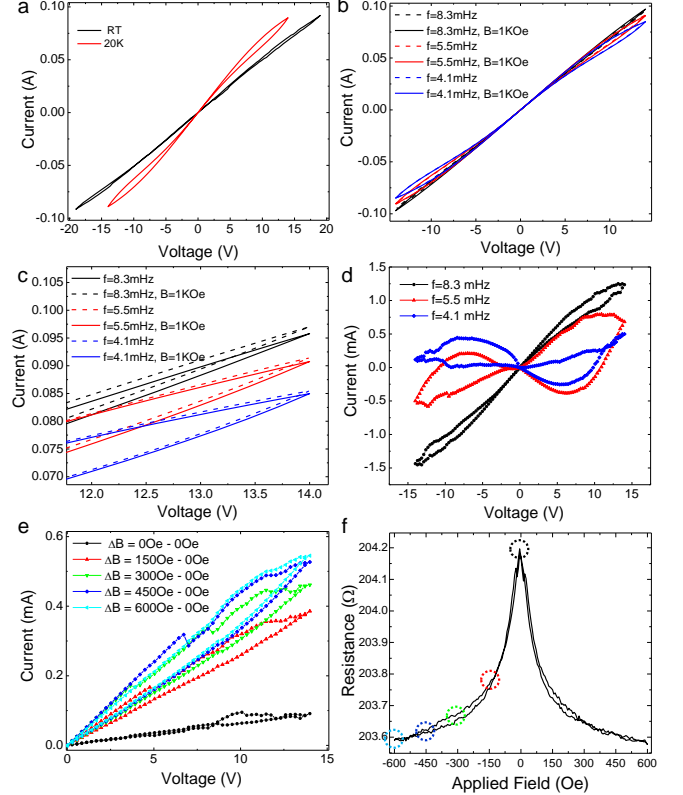 a
RT
20K
Current (A)
0.10
0.05
0.00
-0.05
-0.10
-20 -15 -10 -5 0 5 10 15 20
Voltage (V)
b
f=8.3mHz
f=8.3mHz, B=1KOe
f=5.5mHz
f=5.5mHz, B=1KOe
f=4.1mHz
f=4.1mHz, B=1KOe
Current (A)
0.10
0.05
0.00
-0.05
-0.10
-10 -5 0 5 10
Voltage (V)
c
f=8.3mHz
f=8.3mHz, B=1KOe
f=5.5mHz
f=5.5mHz, B=1KOe
f=4.1mHz
f=4.1mHz, B=1KOe
Current (A)
0.105
0.100
0.095
0.090
0.085
0.080
0.075
0.070
12.0 12.5 13.0 13.5 14.0
Voltage (V)
d
f=8.3 mHz
f=5.5 mHz
f=4.1 mHz
Current (mA)
1.5
1.0
0.5
0.0
-0.5
-1.0
-1.5
-15 -10 -5 0 5 10 15
Voltage (V)
e
ΔB = 0Oe - 0Oe
ΔB = 150Oe - 0Oe
ΔB = 300Oe - 0Oe
ΔB = 450Oe - 0Oe
ΔB = 600Oe - 0Oe
Current (mA)
0.6
0.4
0.2
0.0
0 5 10 15
Voltage (V)
f
Resistance (Ω)
204.2
204.1
203.9
203.8
203.6
-600 -450 -300 -150 0 150 300 450 600
Applied Field (Oe)